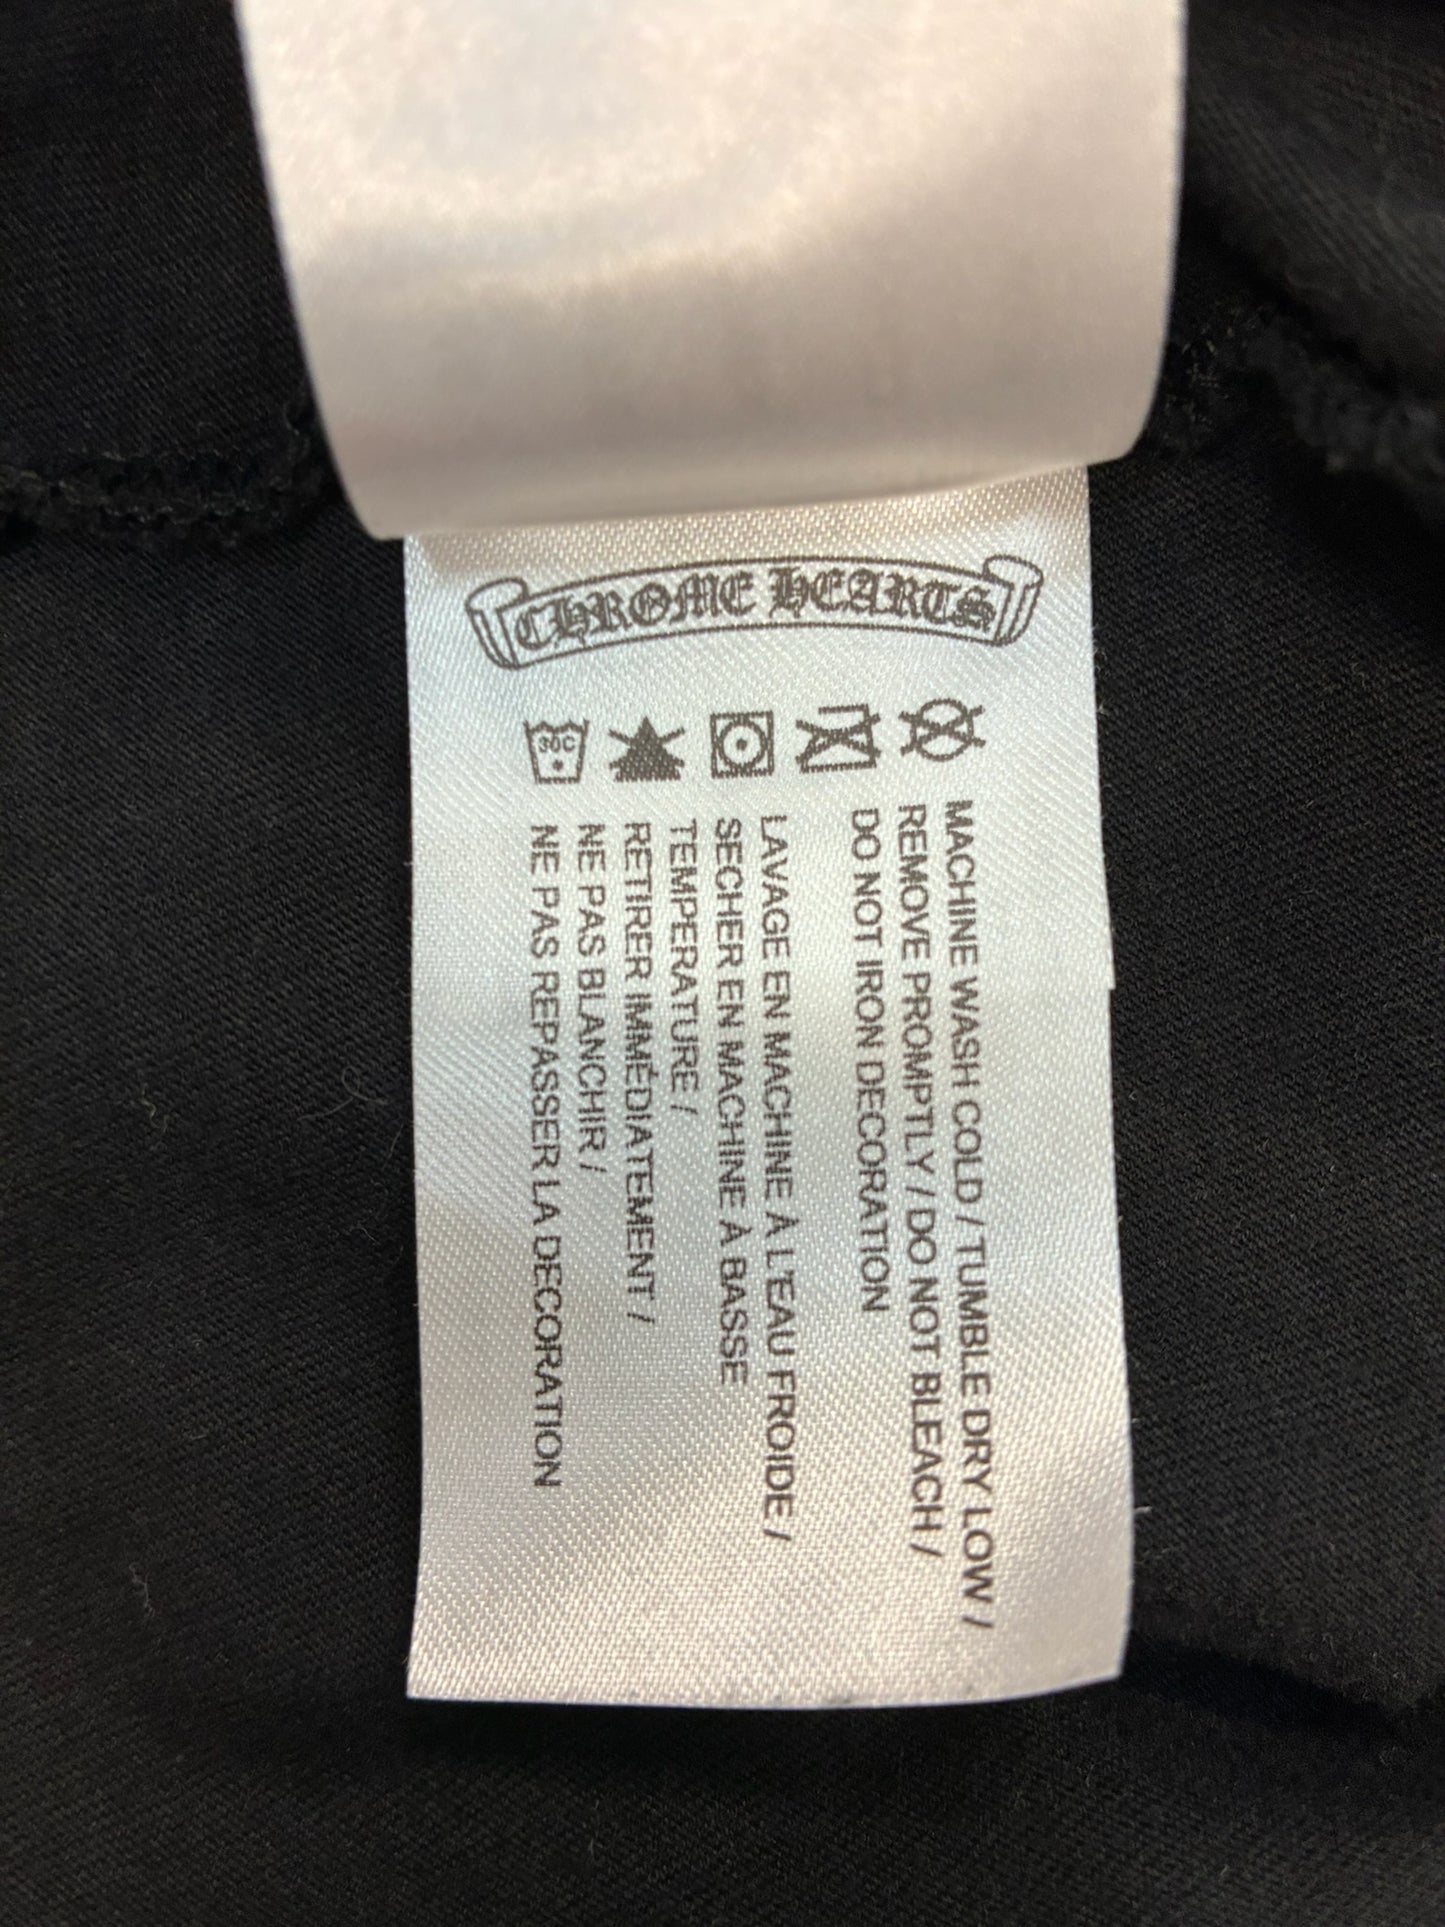 CHROME HEARTS
30C
MACHINE WASH COLD / TUMBLE DRY LOW /
REMOVE PROMPTLY / DO NOT BLEACH /
DO NOT IRON DECORATION
LAVAGE EN MACHINE À L'EAU FROIDE /
SECHER EN MACHINE À BASSE
TEMPERATURE /
RETIRER IMMÉDIATEMENT /
NE PAS BLANCHIR /
NE PAS REPASSER LA DECORATION